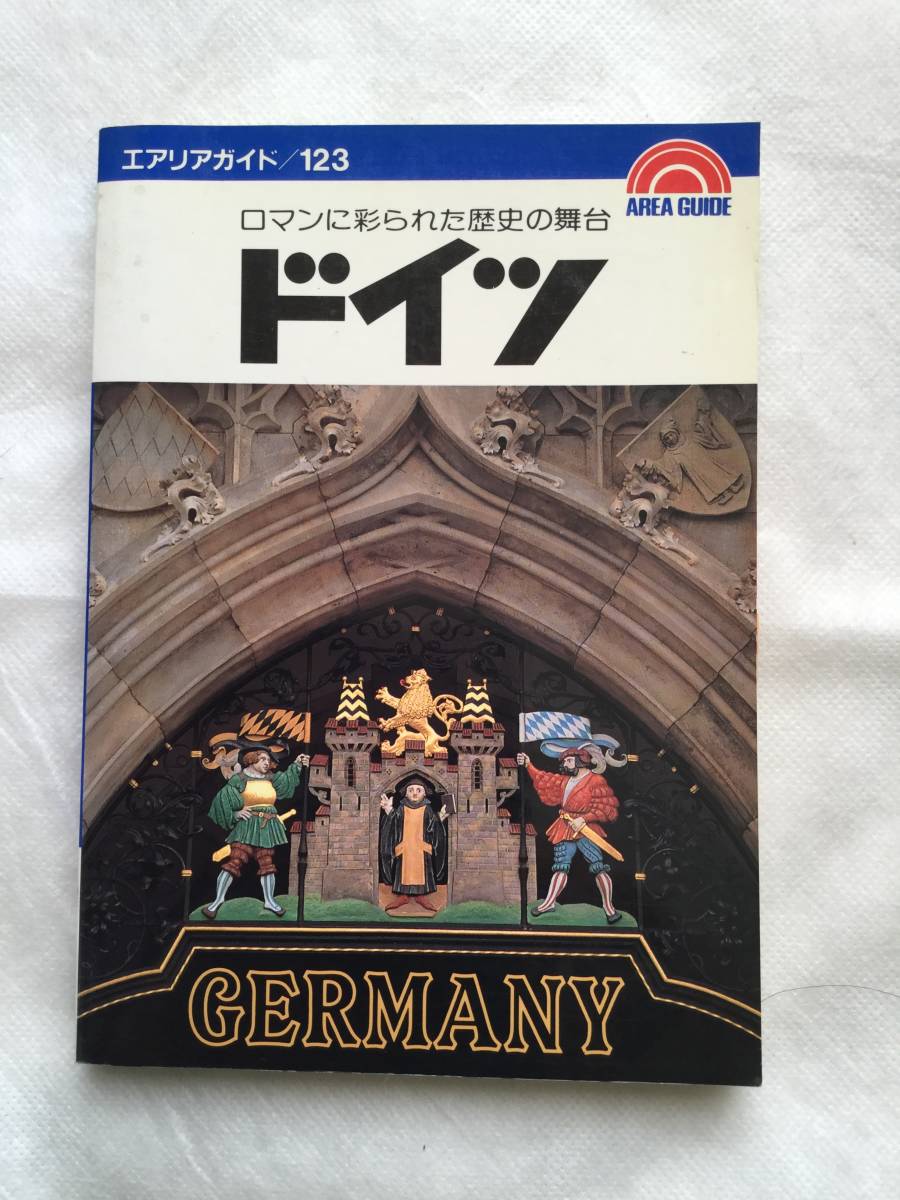 エアリアガイド/123
AREA GUIDE
ロマンに彩られた歴史の舞台
ドイツ
GERMANY